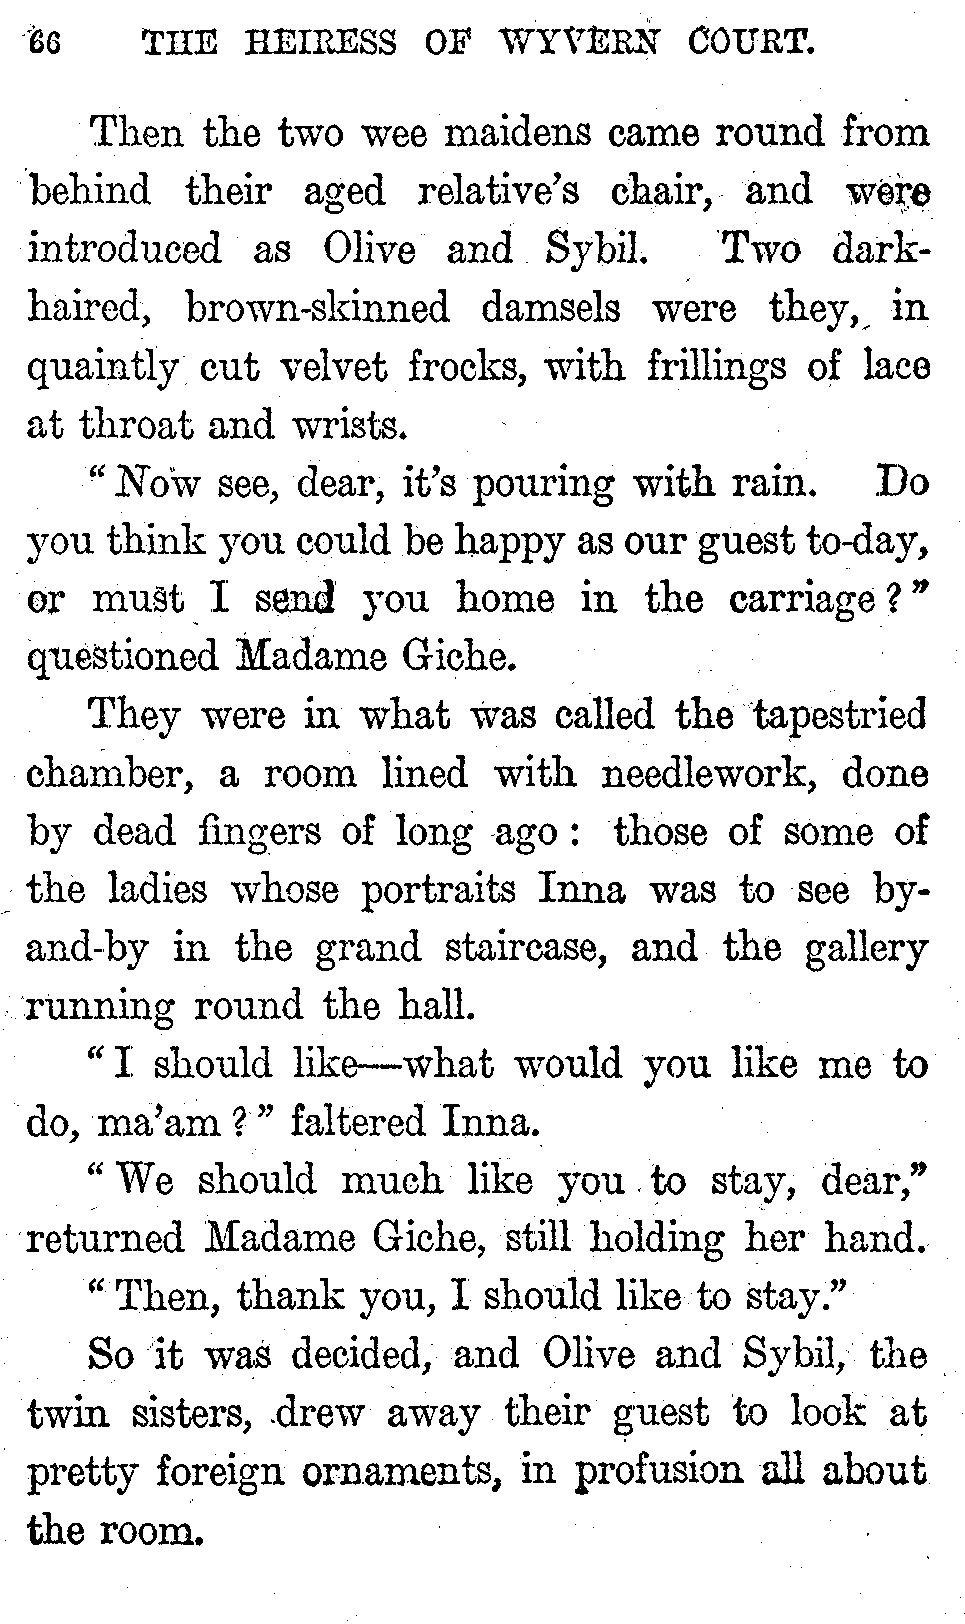 66 THE HEIRESS OF WYVERN COURT.
Then the two wee maidens came round from
behind their aged relative's chair, and were
introduced as Olive and Sybil. Two dark-
haired, brown-skinned damsels were they, in
quaintly cut velvet frocks, with frillings of lace
at throat and wrists.
“Now see, dear, it's pouring with rain. Do
you think you could be happy as our guest to-day,
or must I send you home in the carriage?”
questioned Madame Giche.
They were in what was called the tapestried
chamber, a room lined with needlework, done
by dead fingers of long ago: those of some of
the ladies whose portraits Inna was to see by-
and-by in the grand staircase, and the gallery
running round the hall.
“I should like—what would you like me to
do, ma'am?” faltered Inna.
“We should much like you to stay, dear,”
returned Madame Giche, still holding her hand.
“Then, thank you, I should like to stay.”
So it was decided, and Olive and Sybil, the
twin sisters, drew away their guest to look at
pretty foreign ornaments, in profusion all about
the room.